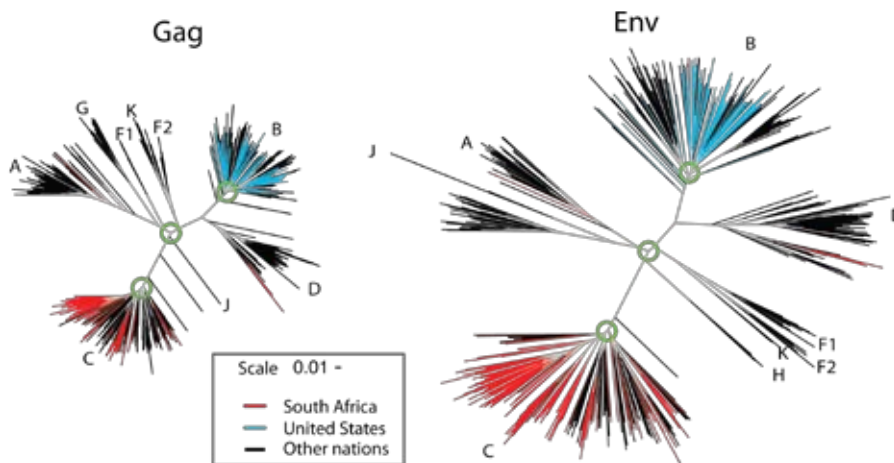 Gag
Env
G
K
F1
F2
B
A
D
J
C
B
J
A
F1
K
F2
H
C
Scale 0.01 -
South Africa
United States
Other nations